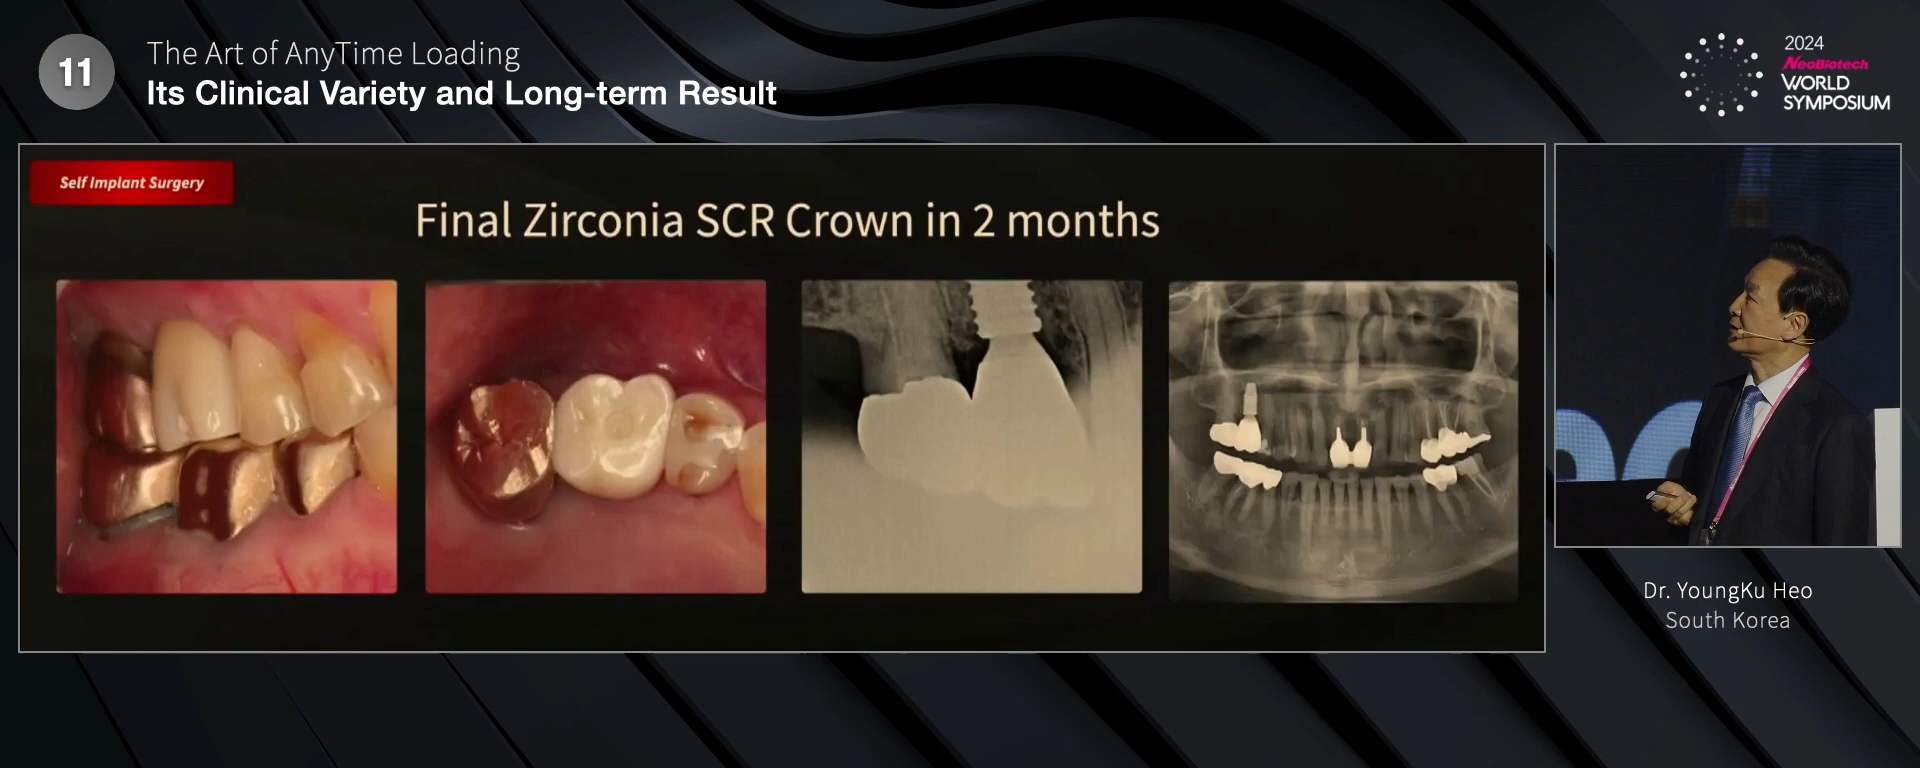 11
The Art of AnyTime Loading
Its Clinical Variety and Long-term Result
2024
NeoBiotech
WORLD
SYMPOSIUM
Self Implant Surgery
Final Zirconia SCR Crown in 2 months
Dr. YoungKu Heo
South Korea